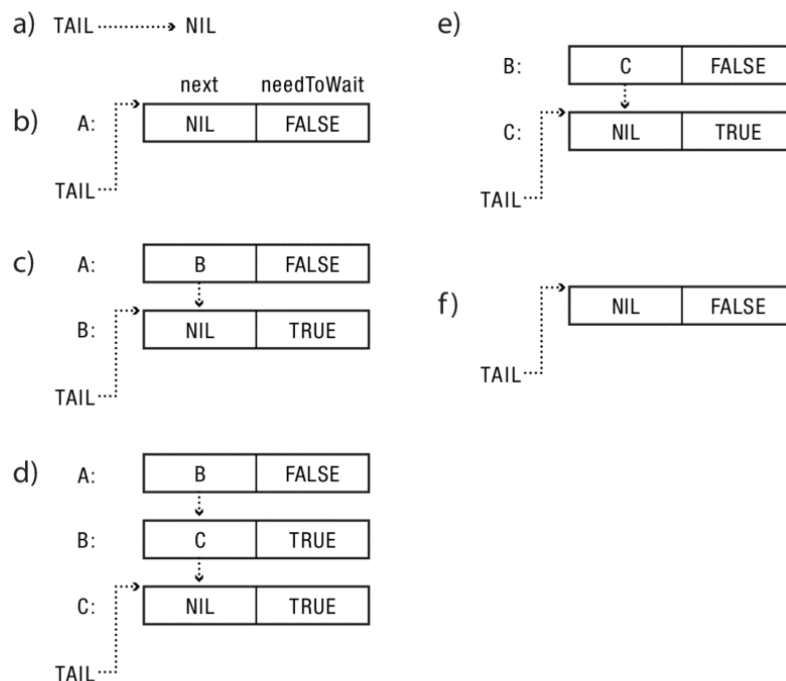 a) TAIL NIL
next needToWait
b) A: NIL FALSE
TAIL
c) A: B FALSE
B: NIL TRUE
TAIL
d) A: B FALSE
B: C TRUE
C: NIL TRUE
TAIL
e)
B: C FALSE
C: NIL TRUE
TAIL
f) NIL FALSE
TAIL